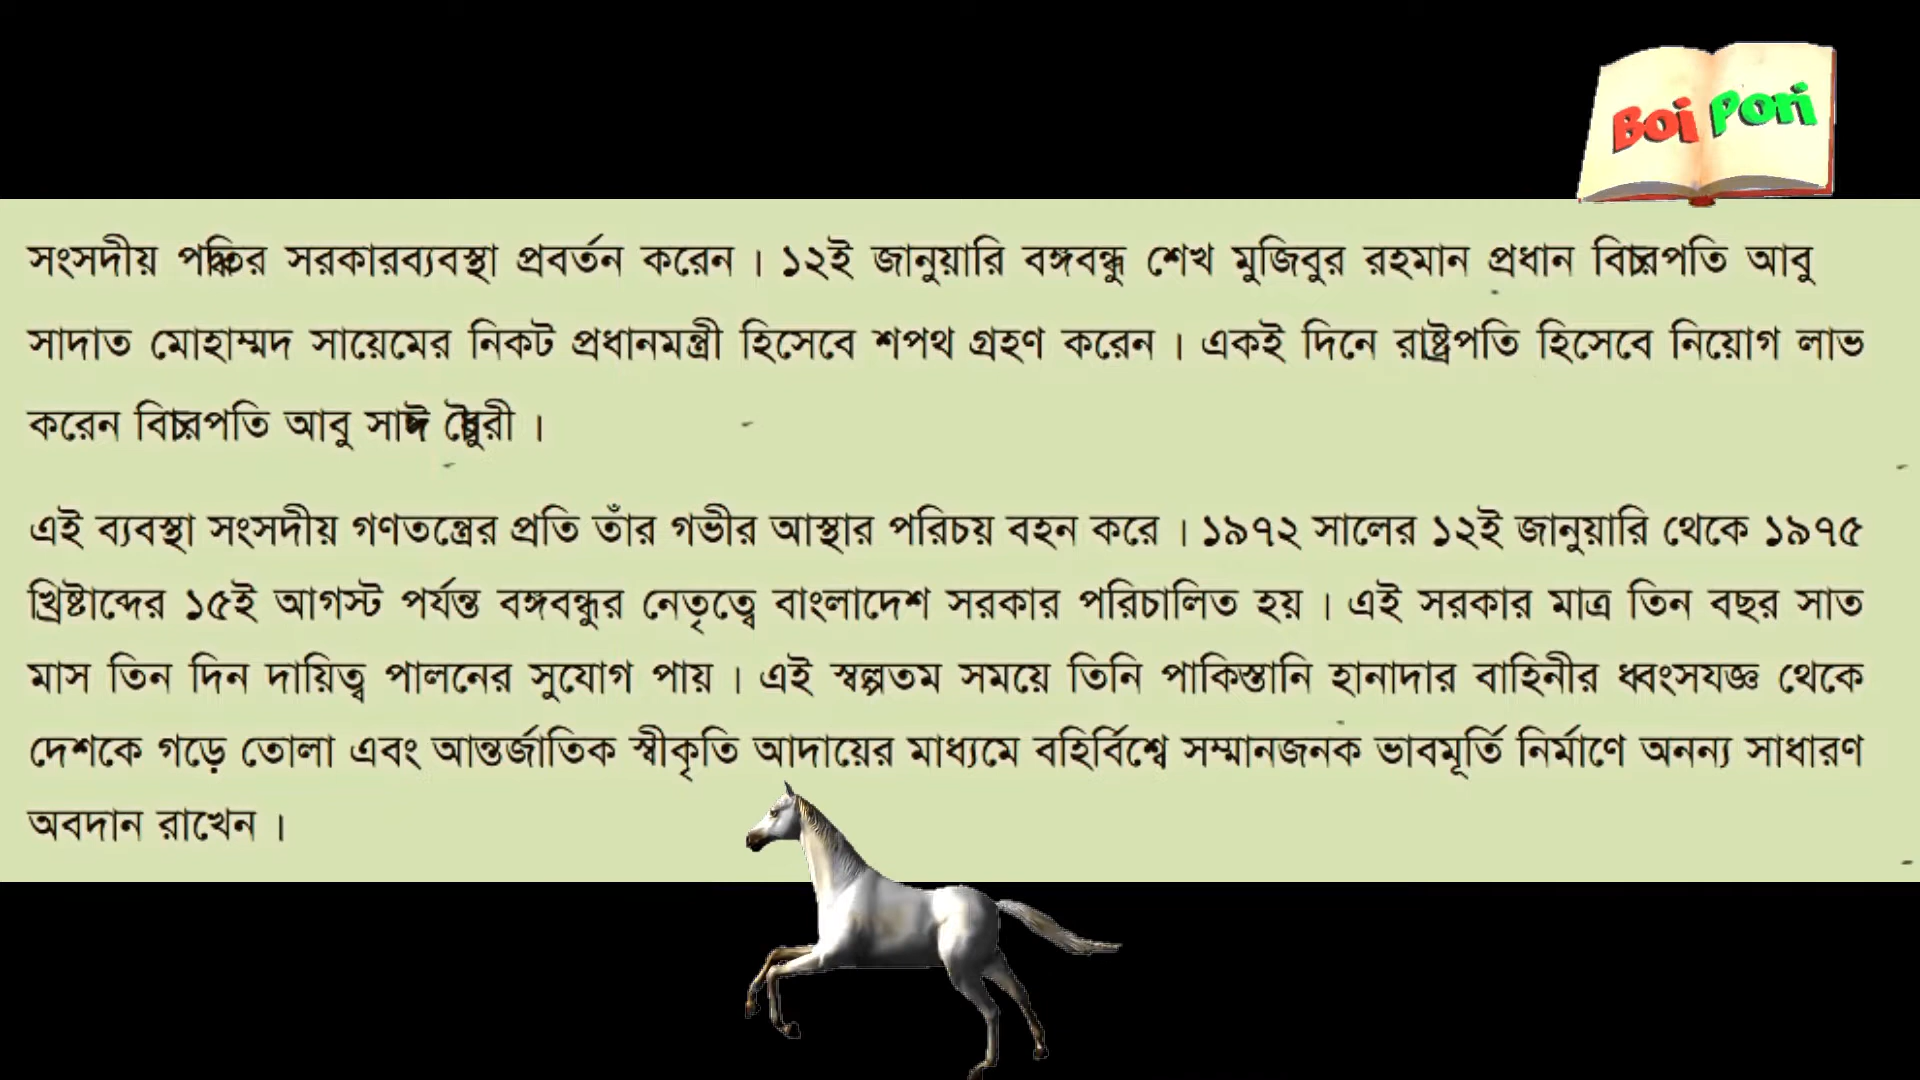 Boi Pori
সংসদীয় পদ্ধতির সরকারব্যবস্থা প্রবর্তন করেন । ১২ই জানুয়ারি বঙ্গবন্ধু শেখ মুজিবুর রহমান প্রধান বিচারপতি আবু
সাদাত মোহাম্মদ সায়েমের নিকট প্রধানমন্ত্রী হিসেবে শপথ গ্রহণ করেন । একই দিনে রাষ্ট্রপতি হিসেবে নিয়োগ লাভ
করেন বিচারপতি আবু সাঈদ চৌধুরী ।
এই ব্যবস্থা সংসদীয় গণতন্ত্রের প্রতি তাঁর গভীর আস্থার পরিচয় বহন করে । ১৯৭২ সালের ১২ই জানুয়ারি থেকে ১৯৭৫
খ্রিষ্টাব্দের ১৫ই আগস্ট পর্যন্ত বঙ্গবন্ধুর নেতৃত্বে বাংলাদেশ সরকার পরিচালিত হয় । এই সরকার মাত্র তিন বছর সাত
মাস তিন দিন দায়িত্ব পালনের সুযোগ পায় । এই স্বল্পতম সময়ে তিনি পাকিস্তানি হানাদার বাহিনীর ধ্বংসযজ্ঞ থেকে
দেশকে গড়ে তোলা এবং আন্তর্জাতিক স্বীকৃতি আদায়ের মাধ্যমে বহির্বিশ্বে সম্মানজনক ভাবমূর্তি নির্মাণে অনন্য সাধারণ
অবদান রাখেন ।